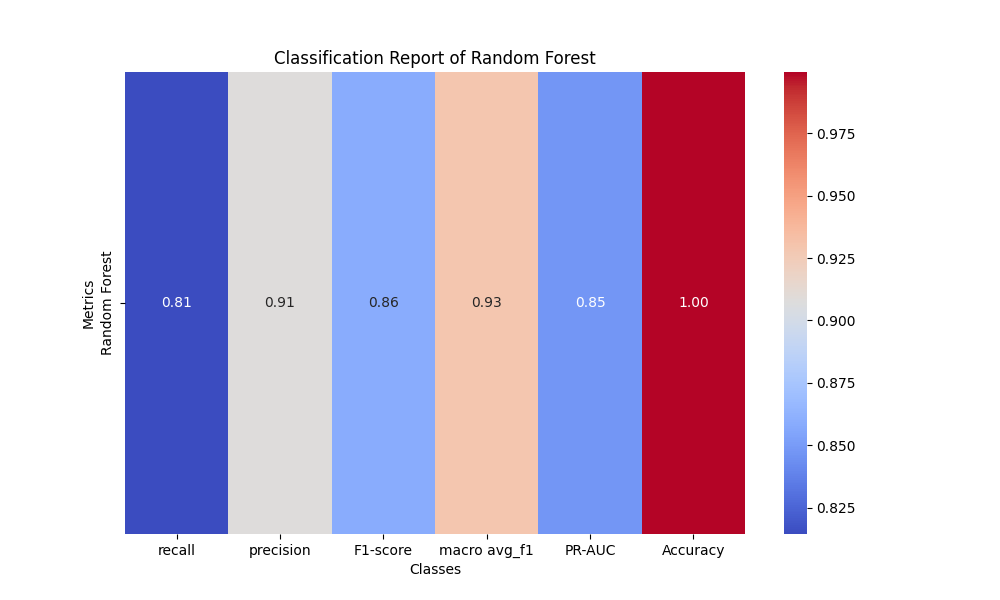 Classification Report of Random Forest
Metrics
Random Forest
0.81 0.91 0.86 0.93 0.85 1.00
recall precision F1-score macro avg_f1 PR-AUC Accuracy
Classes
0.975
0.950
0.925
0.900
0.875
0.850
0.825